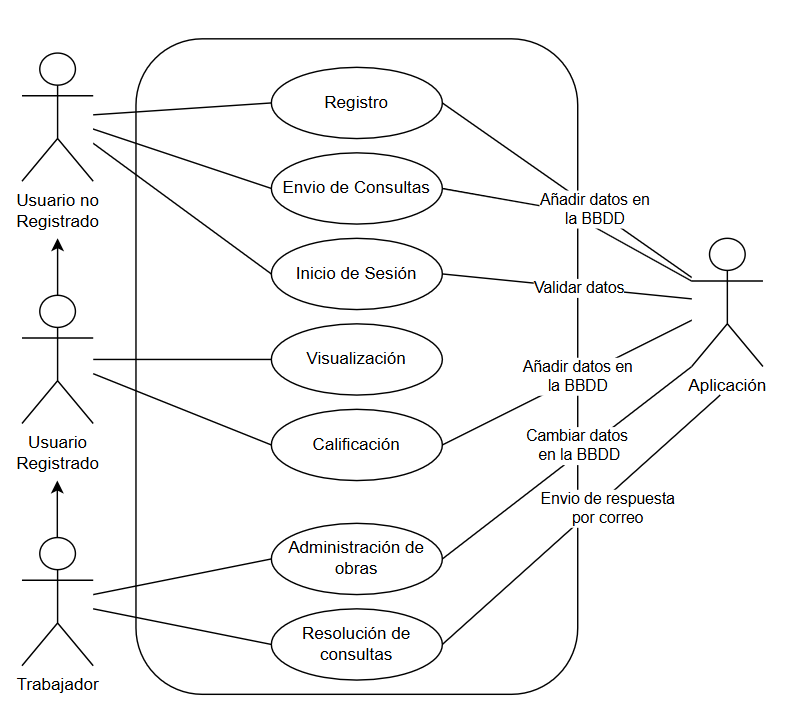 Registro
Envio de Consultas
Añadir datos en
la BBDD
Usuario no
Registrado
Inicio de Sesión
Validar datos
Aplicación
Visualización
Añadir datos en
la BBDD
Usuario
Registrado
Calificación
Cambiar datos
en la BBDD
Envio de respuesta
por correo
Administración de
obras
Resolución de
consultas
Trabajador